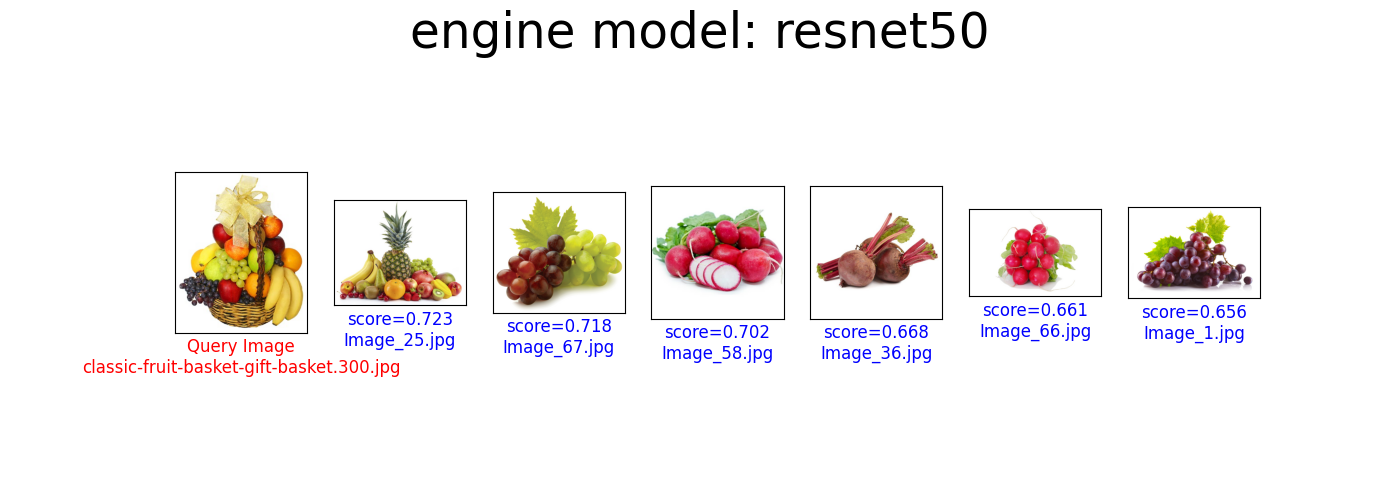 engine model: resnet50
Query Image
classic-fruit-basket-gift-basket.300.jpg
score=0.723
Image_25.jpg
score=0.718
Image_67.jpg
score=0.702
Image_58.jpg
score=0.668
Image_36.jpg
score=0.661
Image_66.jpg
score=0.656
Image_1.jpg